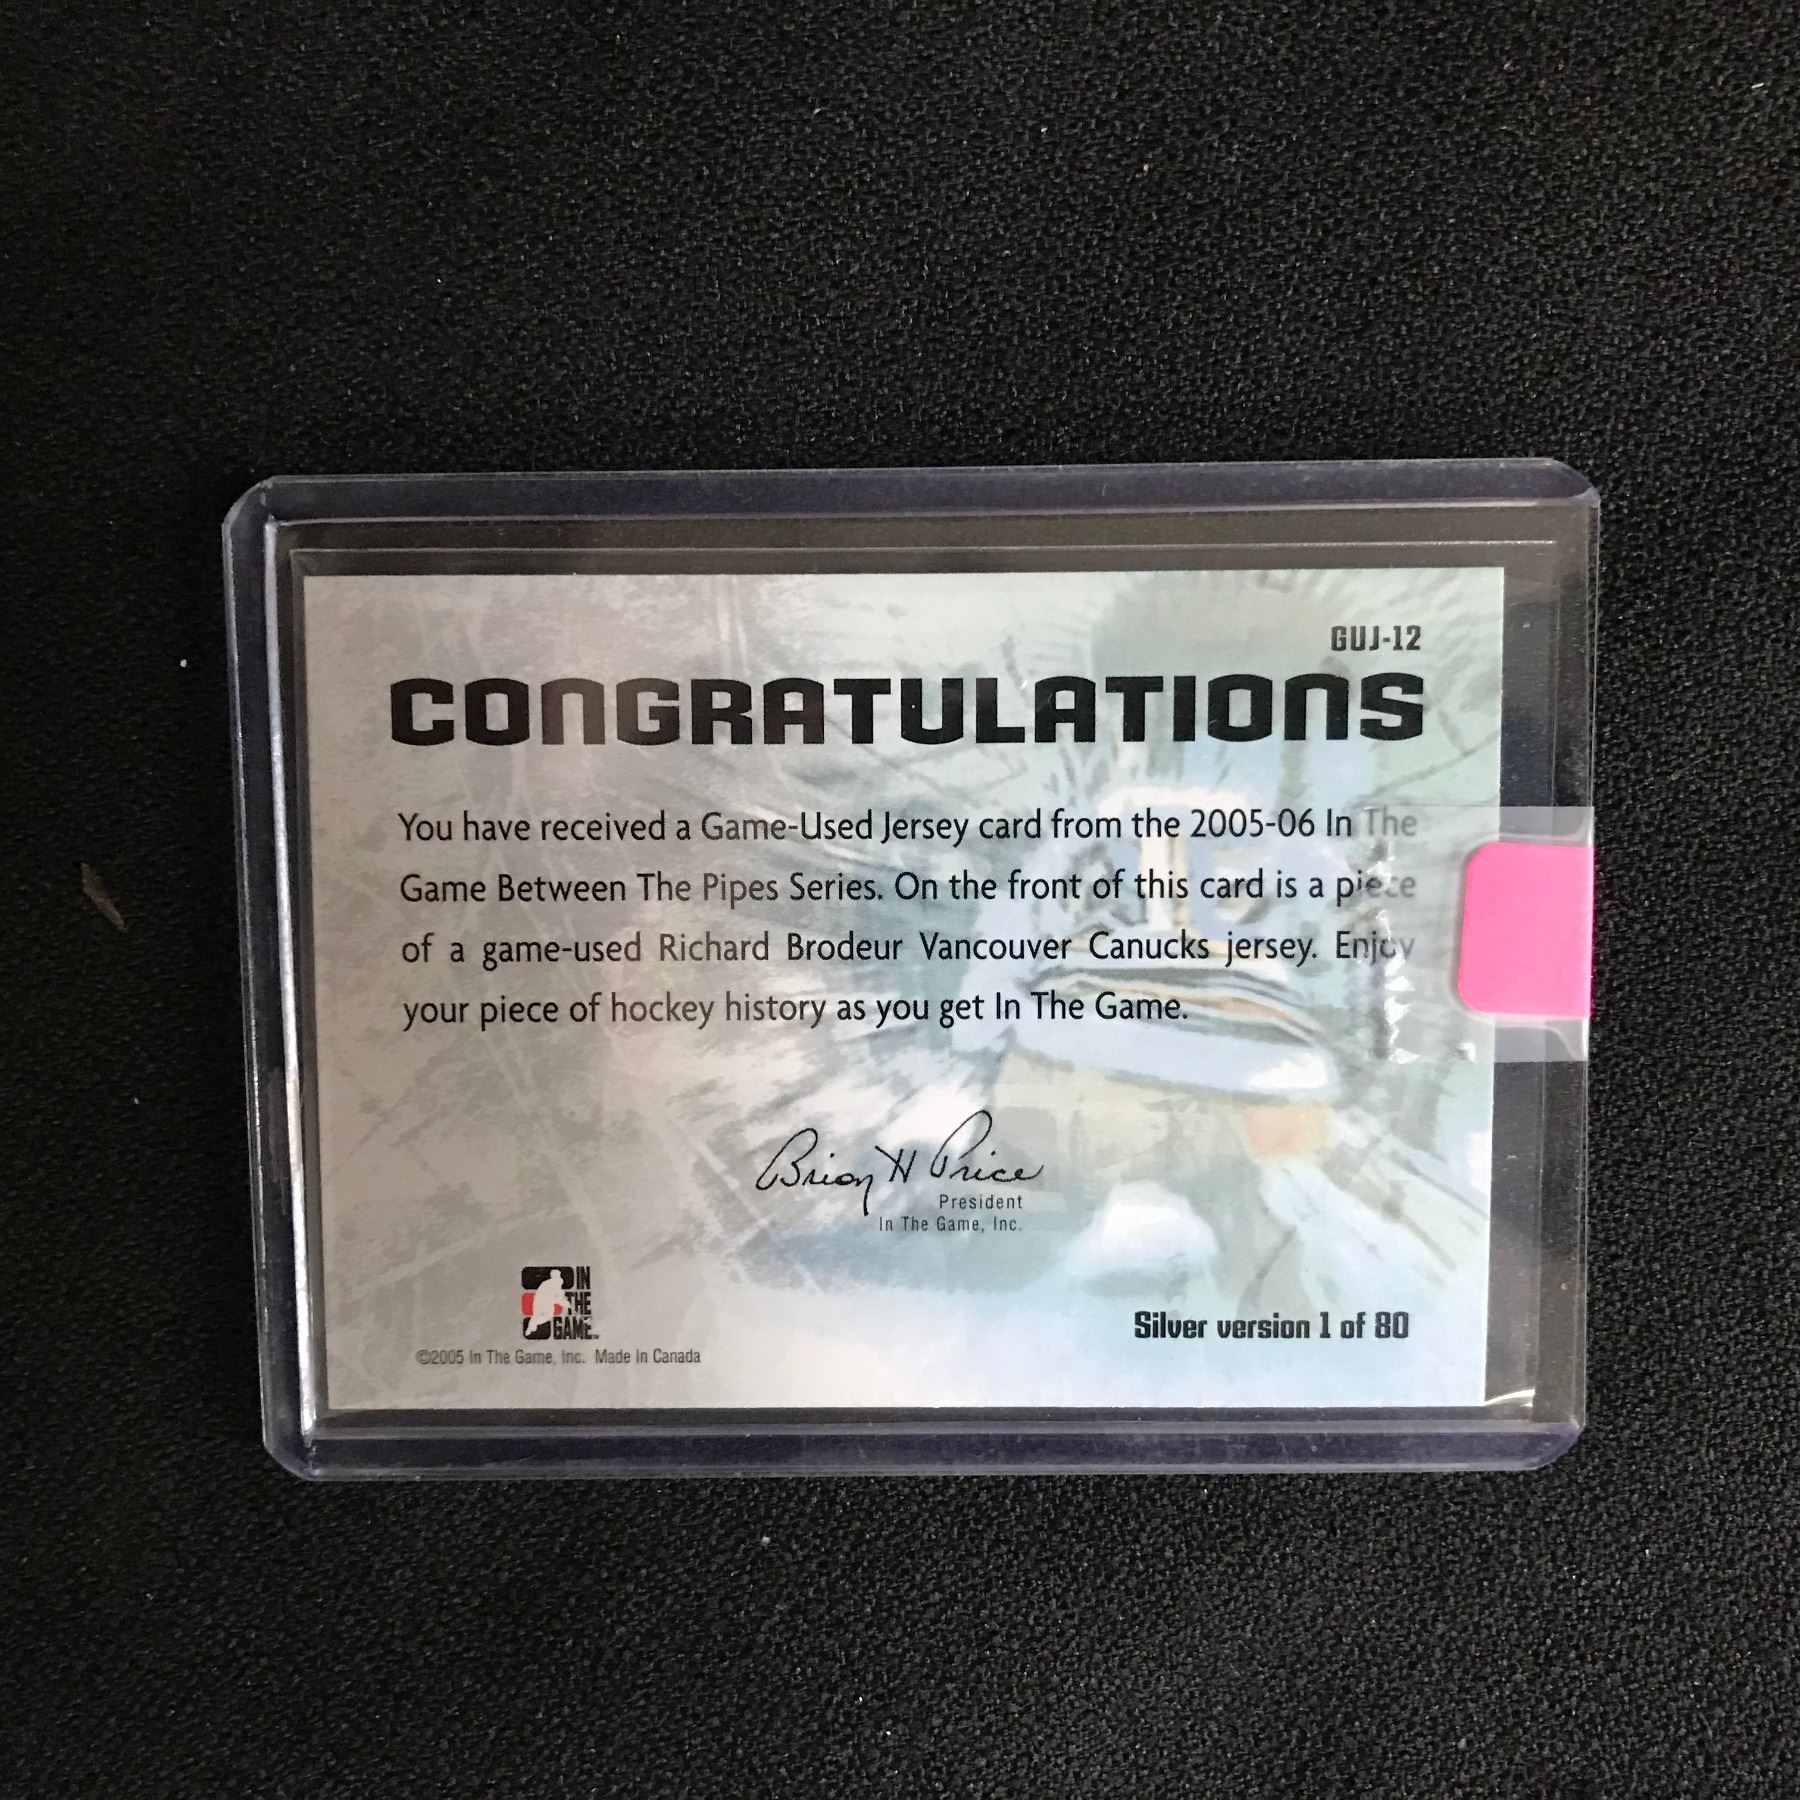 GUJ-12
CONGRATULATIONS
You have received a Game-Used Jersey card from the 2005-06 In The
Game Between The Pipes Series. On the front of this card is a piece
of a game-used Richard Brodeur Vancouver Canucks jersey. Enjoy
your piece of hockey history as you get In The Game.
Brian H Price
President
In The Game, Inc.
IN
THE
GAME
©2005 In The Game, Inc. Made in Canada
Silver version 1 of 80